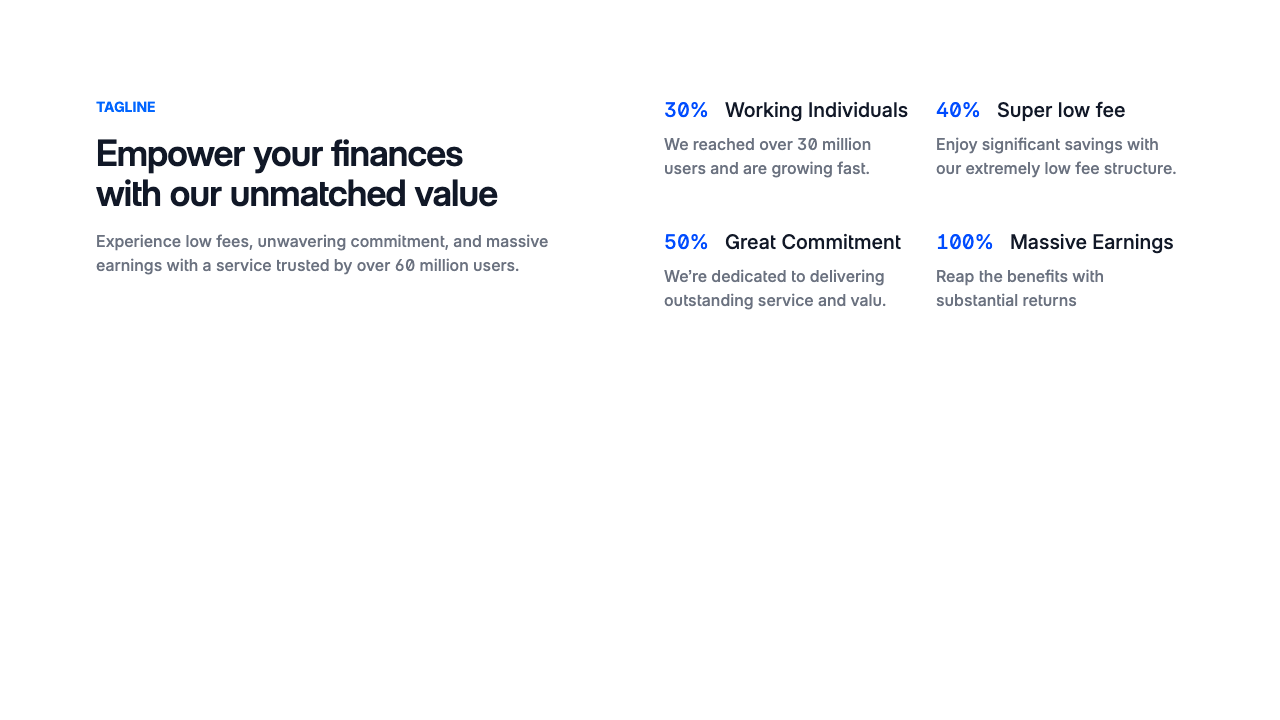 TAGLINE
Empower your finances
with our unmatched value
Experience low fees, unwavering commitment, and massive
earnings with a service trusted by over 60 million users.
30% Working Individuals
We reached over 30 million
users and are growing fast.
40% Super low fee
Enjoy significant savings with
our extremely low fee structure.
50% Great Commitment
We’re dedicated to delivering
outstanding service and valu.
100% Massive Earnings
Reap the benefits with
substantial returns